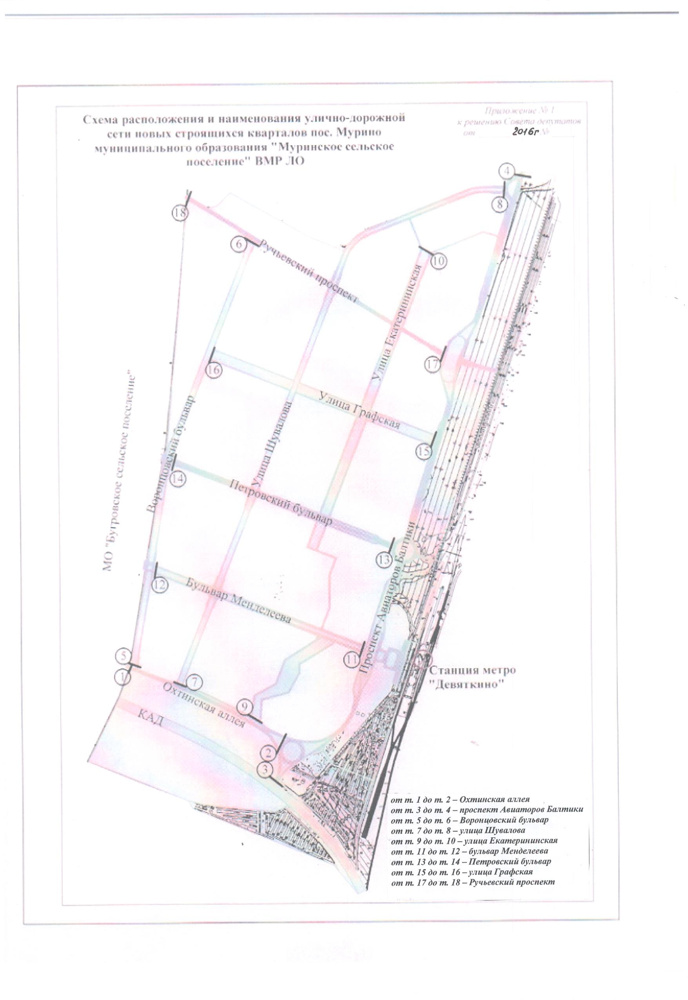 Приложение № 1
к решению Совета депутатов
от 2016г №
Схема расположения и наименования улично-дорожной
сети новых строящихся кварталов пос. Мурино
муниципального образования "Муринское сельское
поселение" ВМР ЛО
4
8
18
6
Ручьевский проспект
10
Улица Екатерининская
17
16
Улица Графская
15
Воронцовский бульвар
Улица Шувалова
МО "Бугровское сельское поселение"
14
Петровский бульвар
13
Проспект Авиаторов Балтики
12
Бульвар Менделеева
11
М
Станция метро
"Девяткино"
5
1
7
Охтинская аллея
9
КАД
2
3
от т. 1 до т. 2 – Охтинская аллея
от т. 3 до т. 4 – проспект Авиаторов Балтики
от т. 5 до т. 6 – Воронцовский бульвар
от т. 7 до т. 8 – улица Шувалова
от т. 9 до т. 10 – улица Екатерининская
от т. 11 до т. 12 – бульвар Менделеева
от т. 13 до т. 14 – Петровский бульвар
от т. 15 до т. 16 – улица Графская
от т. 17 до т. 18 – Ручьевский проспект